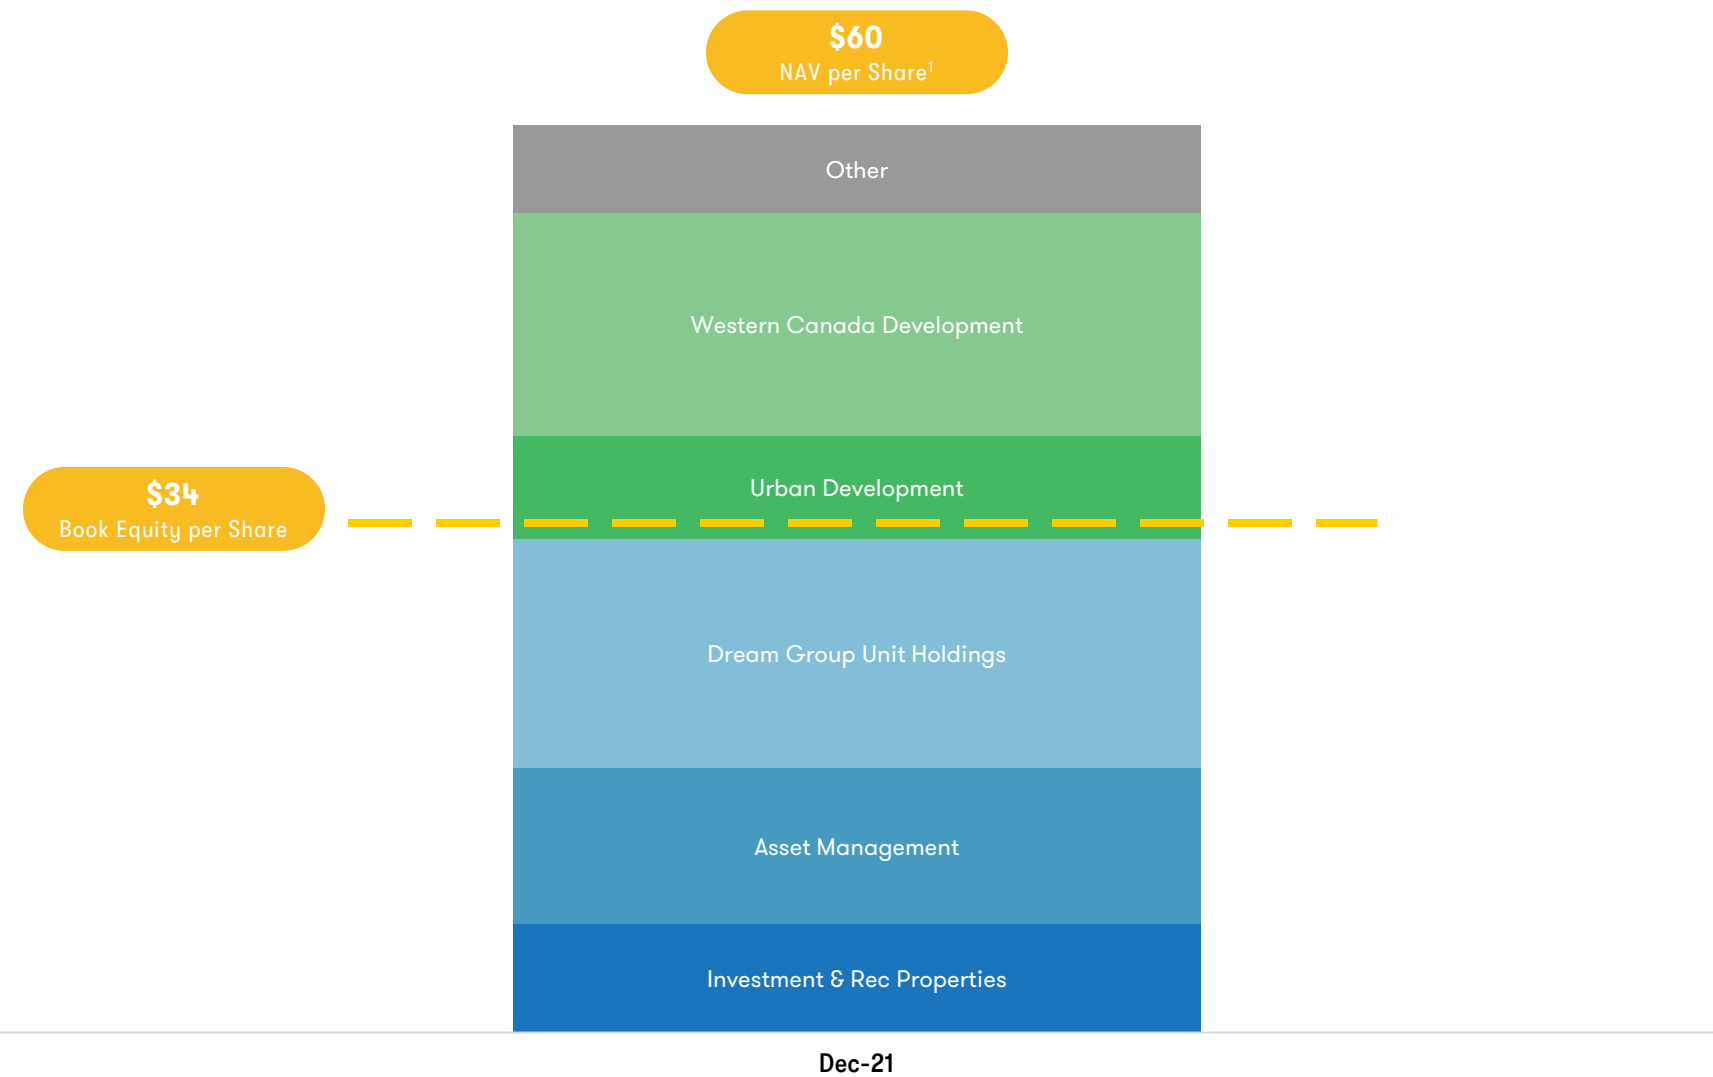 $60
NAV per Share¹
Other
Western Canada Development
Urban Development
$34
Book Equity per Share
Dream Group Unit Holdings
Asset Management
Investment & Rec Properties
Dec-21